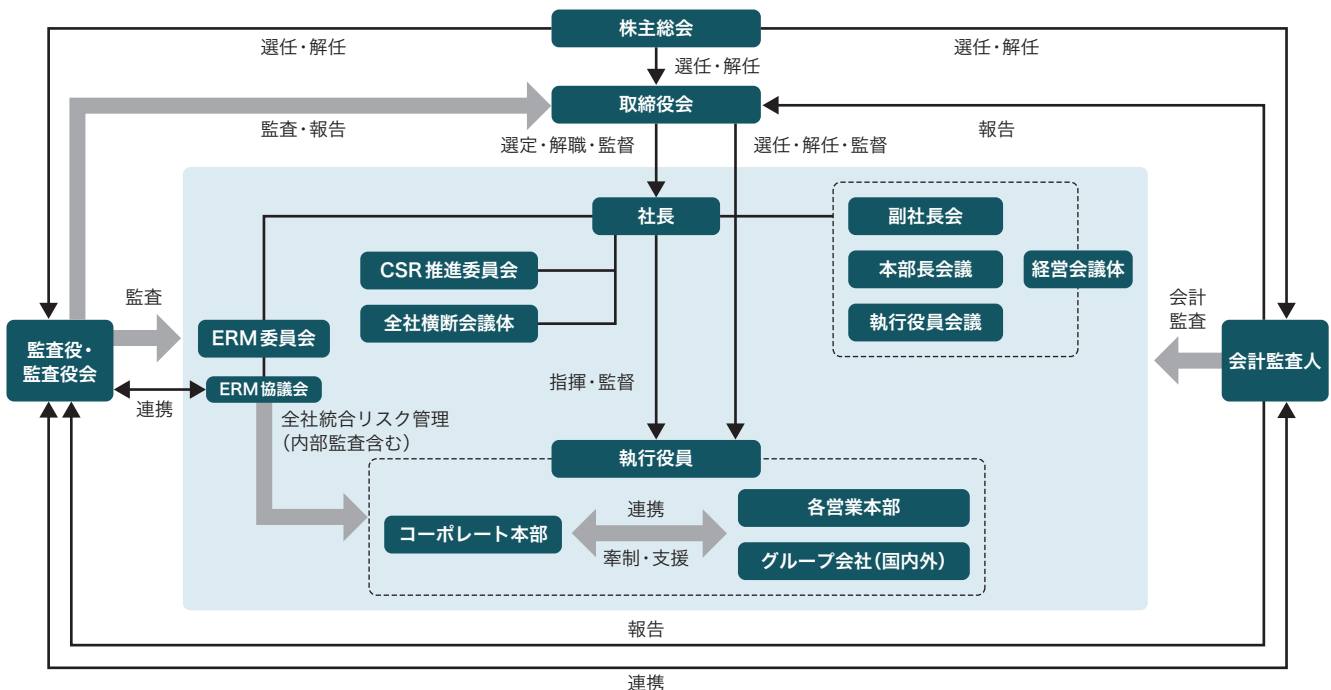 株主総会
選任・解任
選任・解任
選任・解任
取締役会
監査・報告
報告
選定・解職・監督
選任・解任・監督
社長
副社長会
CSR推進委員会
本部長会議
経営会議体
全社横断会議体
執行役員会議
監査
会計
監査
監査役・
監査役会
ERM委員会
会計監査人
ERM協議会
連携
指揮・監督
全社統合リスク管理
(内部監査含む)
執行役員
コーポレート本部
連携
牽制・支援
各営業本部
グループ会社(国内外)
報告
連携